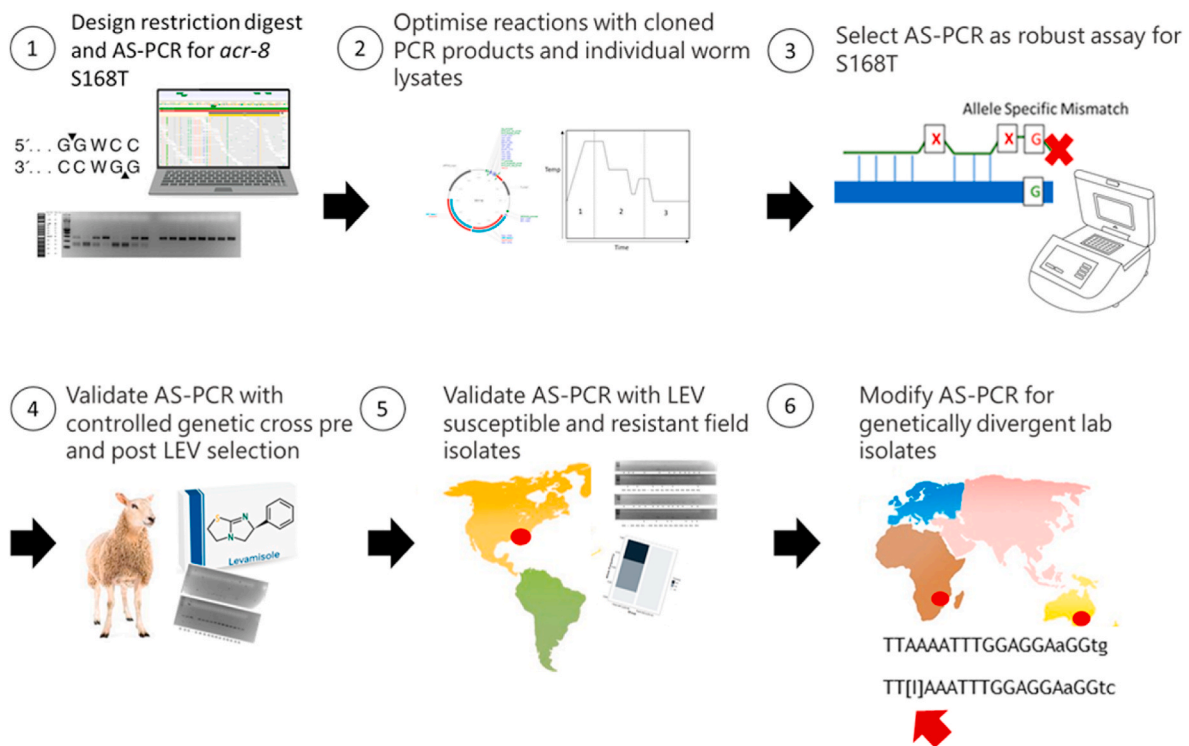 1
Design restriction digest
and AS-PCR for acr-8
S168T
5´. . . G G W C C
3´. . . C C W G G
2
Optimise reactions with cloned
PCR products and individual worm
lysates
Temp
1
2
3
Time
3
Select AS-PCR as robust assay for
S168T
Allele Specific Mismatch
X
X
G
G
4
Validate AS-PCR with
controlled genetic cross pre
and post LEV selection
S
N
N
Levamisole
5
Validate AS-PCR with LEV
susceptible and resistant field
isolates
6
Modify AS-PCR for
genetically divergent lab
isolates
TTAAAATTTGGAGGAaGGtg
TT[I]AAATTTGGAGGAaGGtc